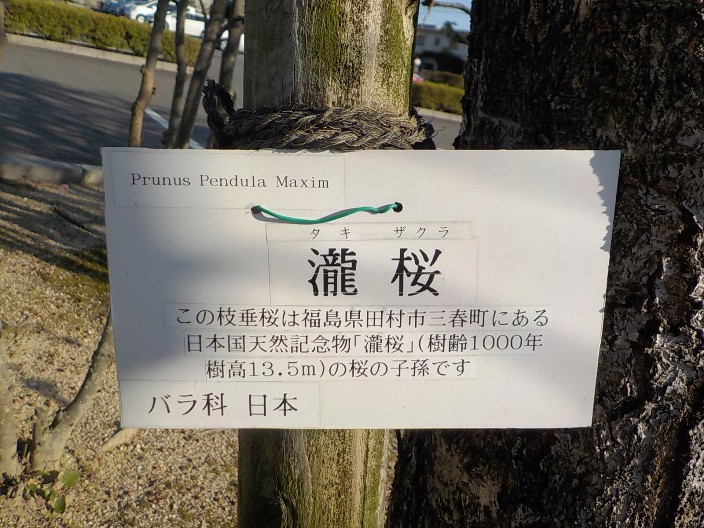 Prunus Pendula Maxim
タキ ザクラ
瀧桜
この枝垂桜は福島県田村市三春町にある
日本国天然記念物「瀧桜」(樹齢1000年
樹高13.5m)の桜の子孫です
バラ科 日本